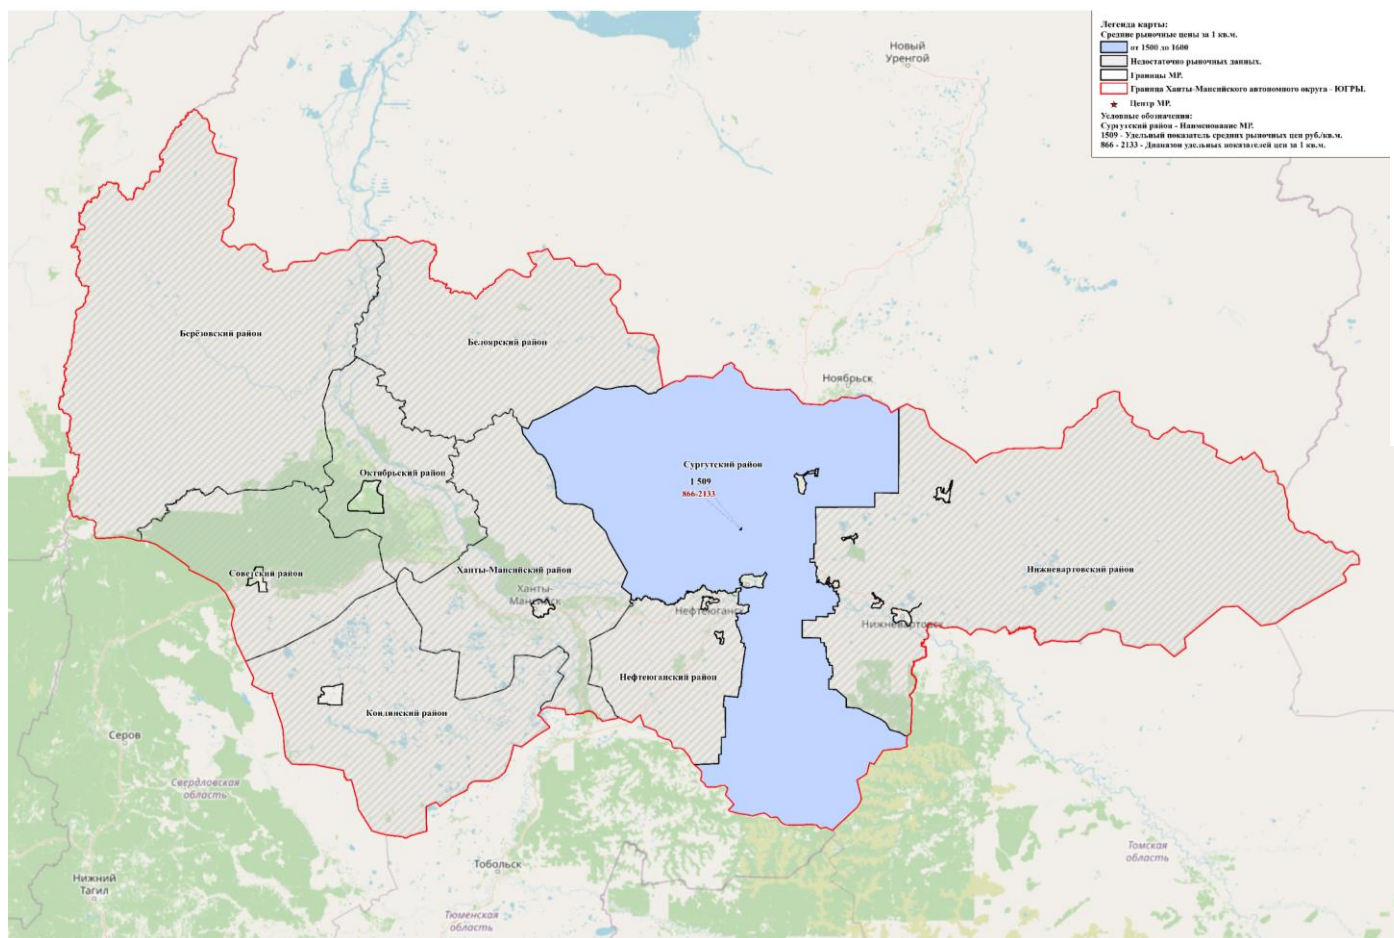 Легенда карты:
Средние рыночные цены за 1 кв.м.
от 1500 до 1600
Недостаточно рыночных данных.
Границы МР.
Граница Ханты-Мансийского автономного округа - ЮГРЫ.
Центр МР.
Условные обозначения:
Сургутский район - Наименование МР.
1509 - Удельный показатель средних рыночных цен руб./кв.м.
866 - 2133 - Диапазон удельных показателей цен за 1 кв.м.
Новый
Уренгой
Берёзовский район
Белоярский район
Ноябрьск
Октябрьский район
Сургутский район
1 509
866-2133
Советский район
Ханты-Мансийский район
Ханты-
Мансийск
Нижневартовский район
Нефтеюганск
Нижневартовск
Нефтеюганский район
Кондинский район
Серов
Свердловская
область
Тобольск
Томская
область
Нижний
Тагил
Тюменская
область